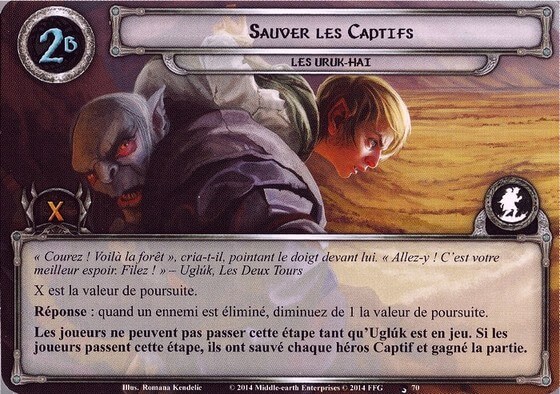 2B
SAUVER LES CAPTIFS
LES URUK-HAI
X
« Courez ! Voilà la forêt », cria-t-il, pointant le doigt devant lui. « Allez-y ! C'est votre
meilleur espoir. Filez ! » – Uglúk, Les Deux Tours
X est la valeur de poursuite.
Réponse : quand un ennemi est éliminé, diminuez de 1 la valeur de poursuite.
Les joueurs ne peuvent pas passer cette étape tant qu'Uglúk est en jeu. Si les
joueurs passent cette étape, ils ont sauvé chaque héros Captif et gagné la partie.
Illus. Romana Kendelic © 2014 Middle-earth Enterprises © 2014 FFG 70